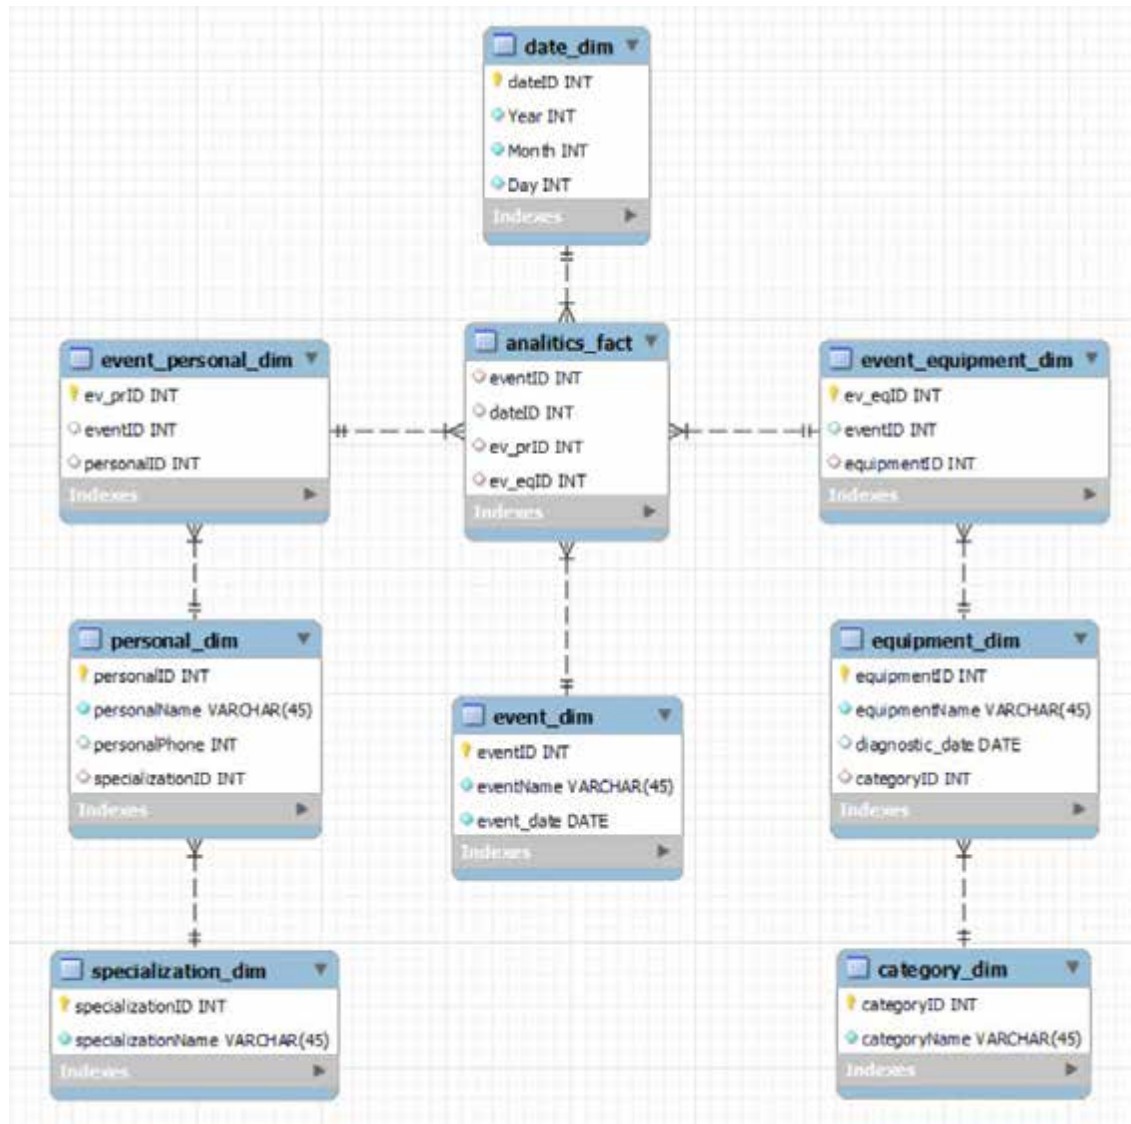 date_dim
dateID INT
Year INT
Month INT
Day INT
Indexes
event_personal_dim
ev_prID INT
eventID INT
personalID INT
Indexes
analitics_fact
eventID INT
dateID INT
ev_prID INT
ev_eqID INT
Indexes
event_equipment_dim
ev_eqID INT
eventID INT
equipmentID INT
Indexes
personal_dim
personalID INT
personalName VARCHAR(45)
personalPhone INT
specializationID INT
Indexes
event_dim
eventID INT
eventName VARCHAR(45)
event_date DATE
Indexes
equipment_dim
equipmentID INT
equipmentName VARCHAR(45)
diagnostic_date DATE
categoryID INT
Indexes
specialization_dim
specializationID INT
specializationName VARCHAR(45)
Indexes
category_dim
categoryID INT
categoryName VARCHAR(45)
Indexes